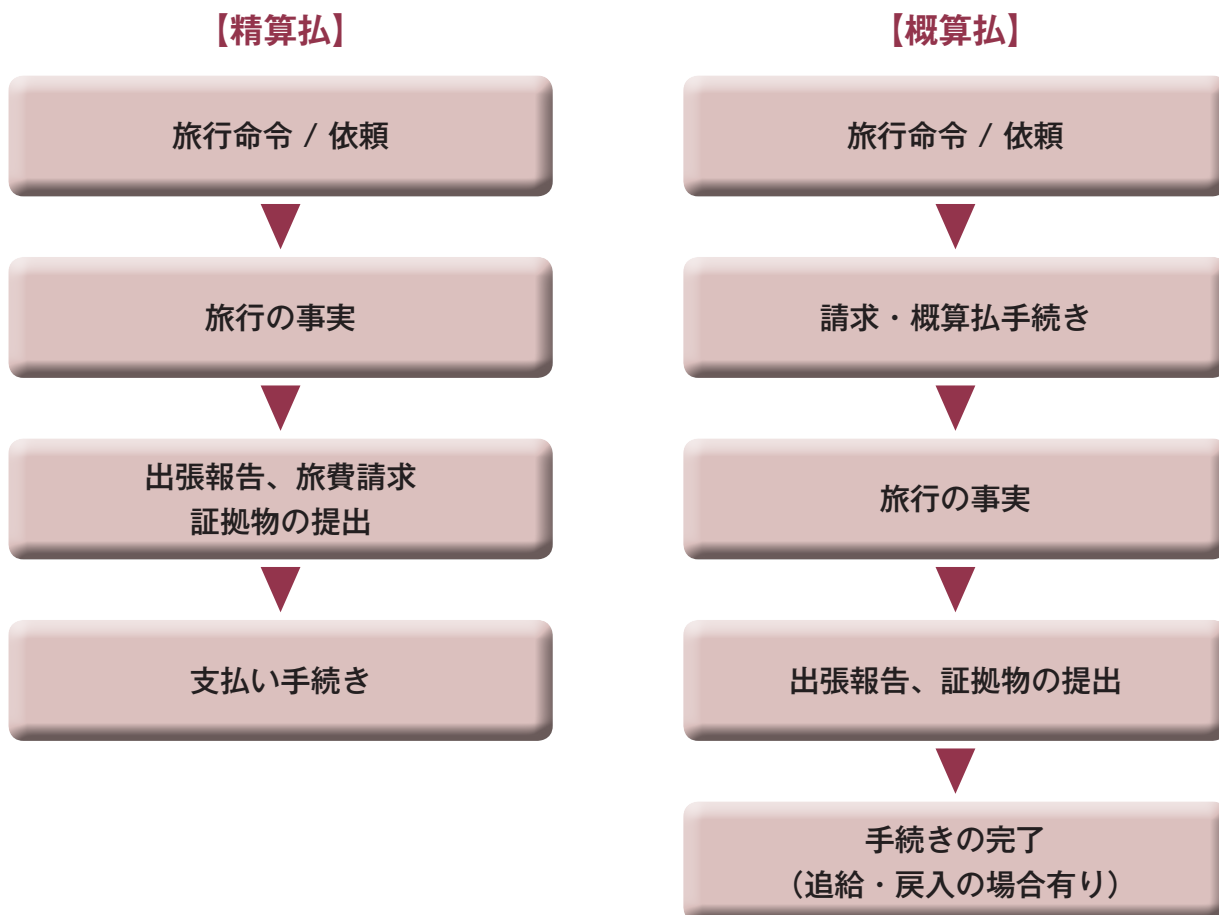 【精算払】
旅行命令 / 依頼
旅行の事実
出張報告、旅費請求
証拠物の提出
支払い手続き
【概算払】
旅行命令 / 依頼
請求・概算払手続き
旅行の事実
出張報告、証拠物の提出
手続きの完了
（追給・戻入の場合有り）